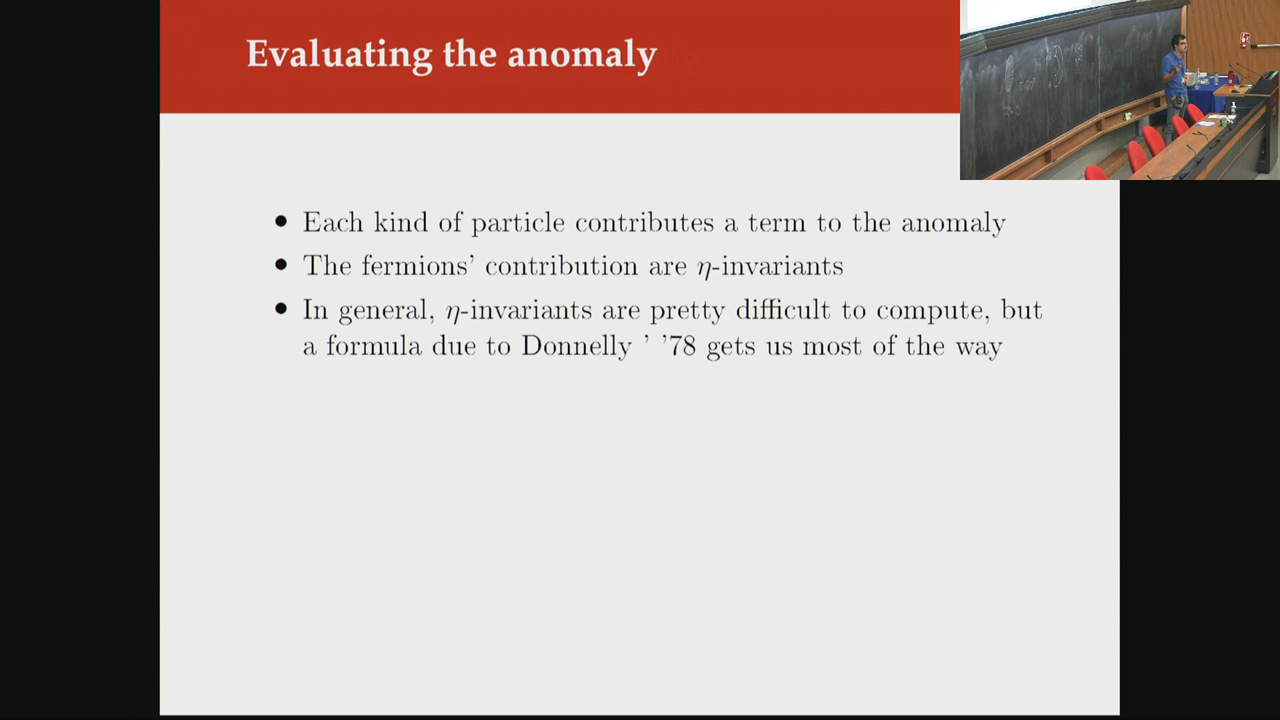 Evaluating the anomaly
• Each kind of particle contributes a term to the anomaly
• The fermions' contribution are η-invariants
• In general, η-invariants are pretty difficult to compute, but
a formula due to Donnelly ' '78 gets us most of the way